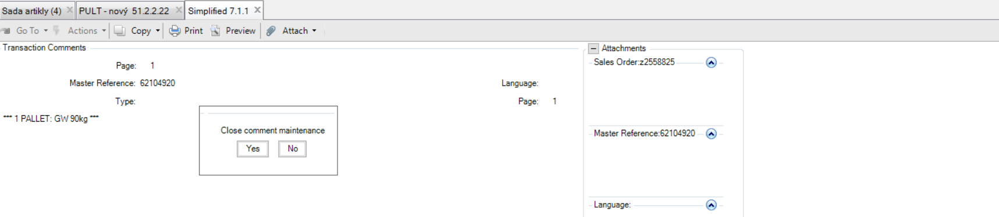 Sada artikly (4) PULT - nový 51.2.2.22 Simplified 7.1.1
Go To Actions Copy Print Preview Attach
Transaction Comments
Page: 1
Master Reference: 62104920
Language:
Type:
Page: 1
*** 1 PALLET: GW 90kg ***
Close comment maintenance
Yes No
Attachments
Sales Order:z2558825
Master Reference:62104920
Language: